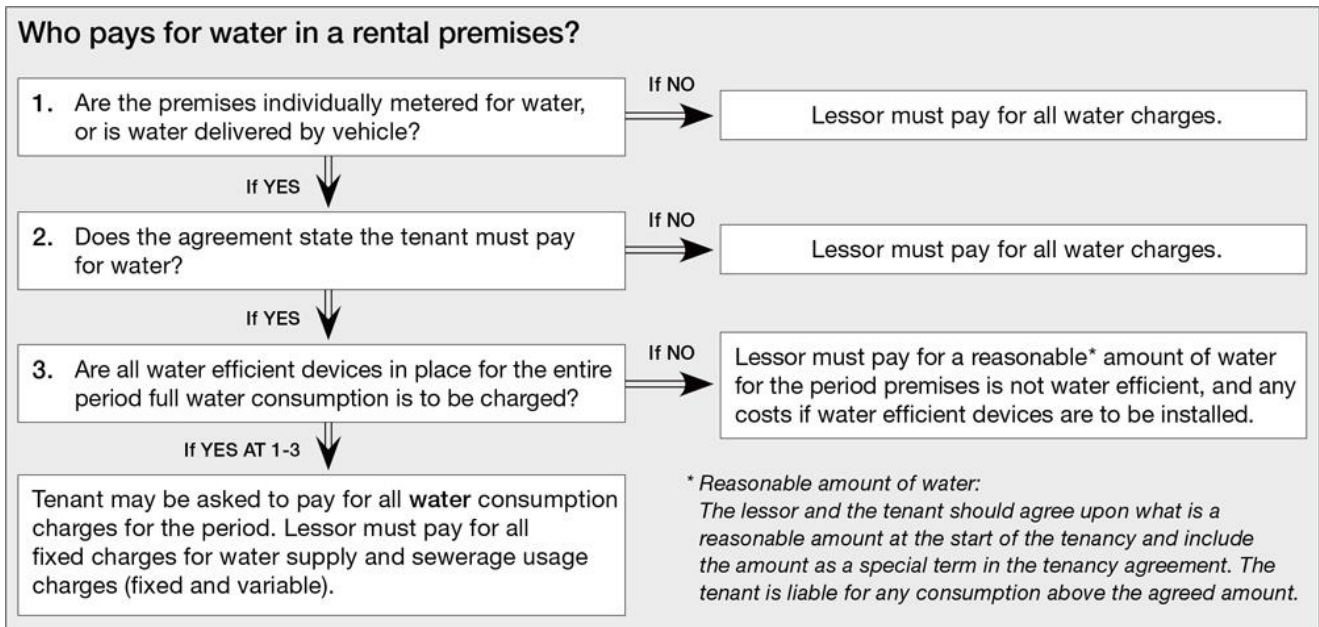 Who pays for water in a rental premises?
1. Are the premises individually metered for water,
or is water delivered by vehicle?
If NO
Lessor must pay for all water charges.
If YES
2. Does the agreement state the tenant must pay
for water?
If NO
Lessor must pay for all water charges.
If YES
3. Are all water efficient devices in place for the entire
period full water consumption is to be charged?
If NO
Lessor must pay for a reasonable* amount of water
for the period premises is not water efficient, and any
costs if water efficient devices are to be installed.
If YES AT 1-3
Tenant may be asked to pay for all water consumption
charges for the period. Lessor must pay for all
fixed charges for water supply and sewerage usage
charges (fixed and variable).
* Reasonable amount of water:
The lessor and the tenant should agree upon what is a
reasonable amount at the start of the tenancy and include
the amount as a special term in the tenancy agreement. The
tenant is liable for any consumption above the agreed amount.